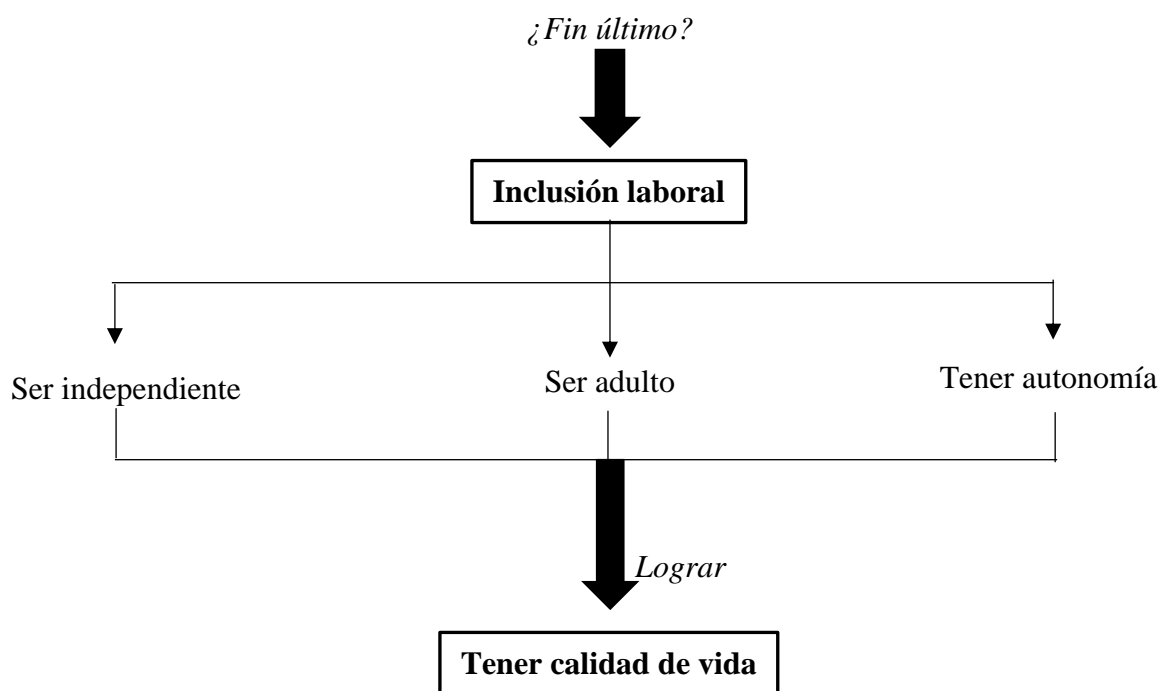 ¿Fin último?
Inclusión laboral
Ser independiente
Ser adulto
Tener autonomía
Lograr
Tener calidad de vida